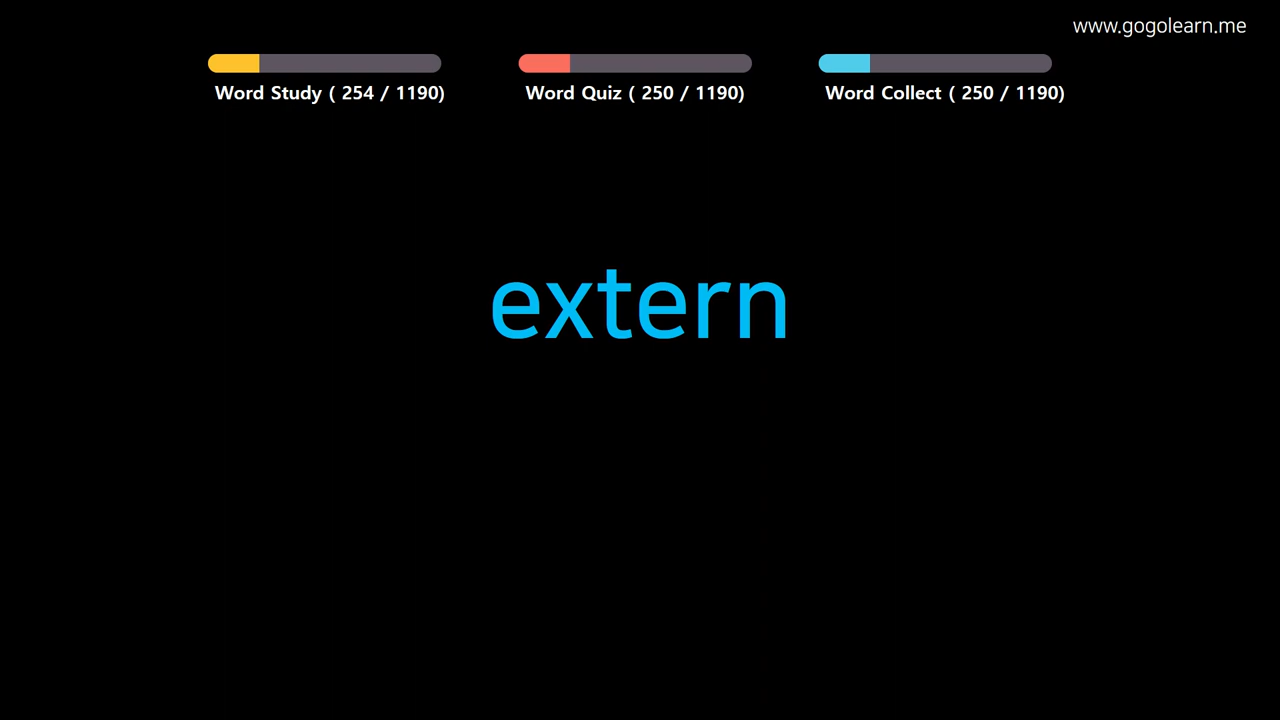 www.gogolearn.me
Word Study ( 254 / 1190)
Word Quiz ( 250 / 1190)
Word Collect ( 250 / 1190)
extern